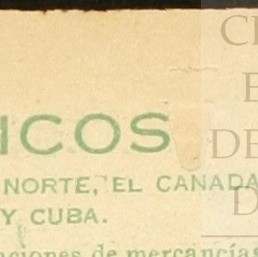 ICOS
NORTE, EL CANADA
Y CUBA.
aciones de mercancías